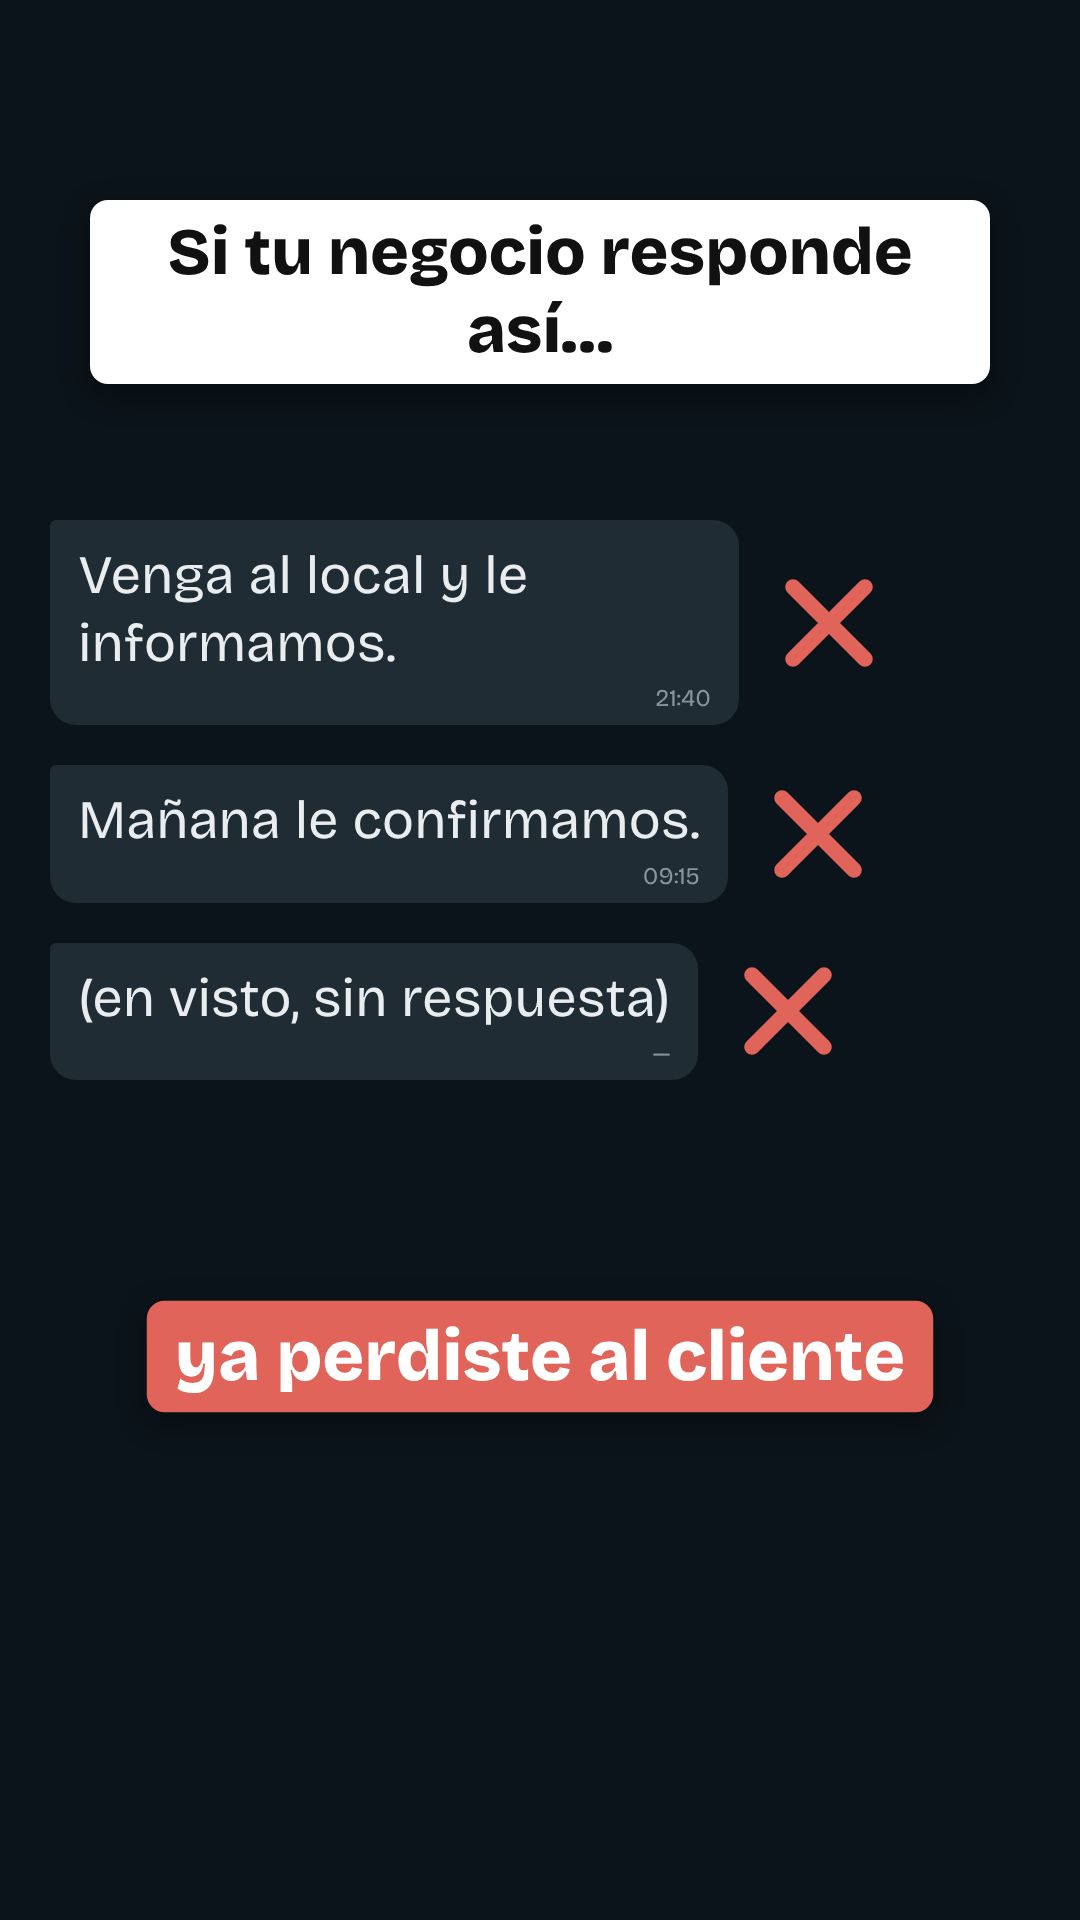 Si tu negocio responde
así...
Venga al local y le
informamos.
21:40
Mañana le confirmamos.
09:15
(en visto, sin respuesta)
—
ya perdiste al cliente